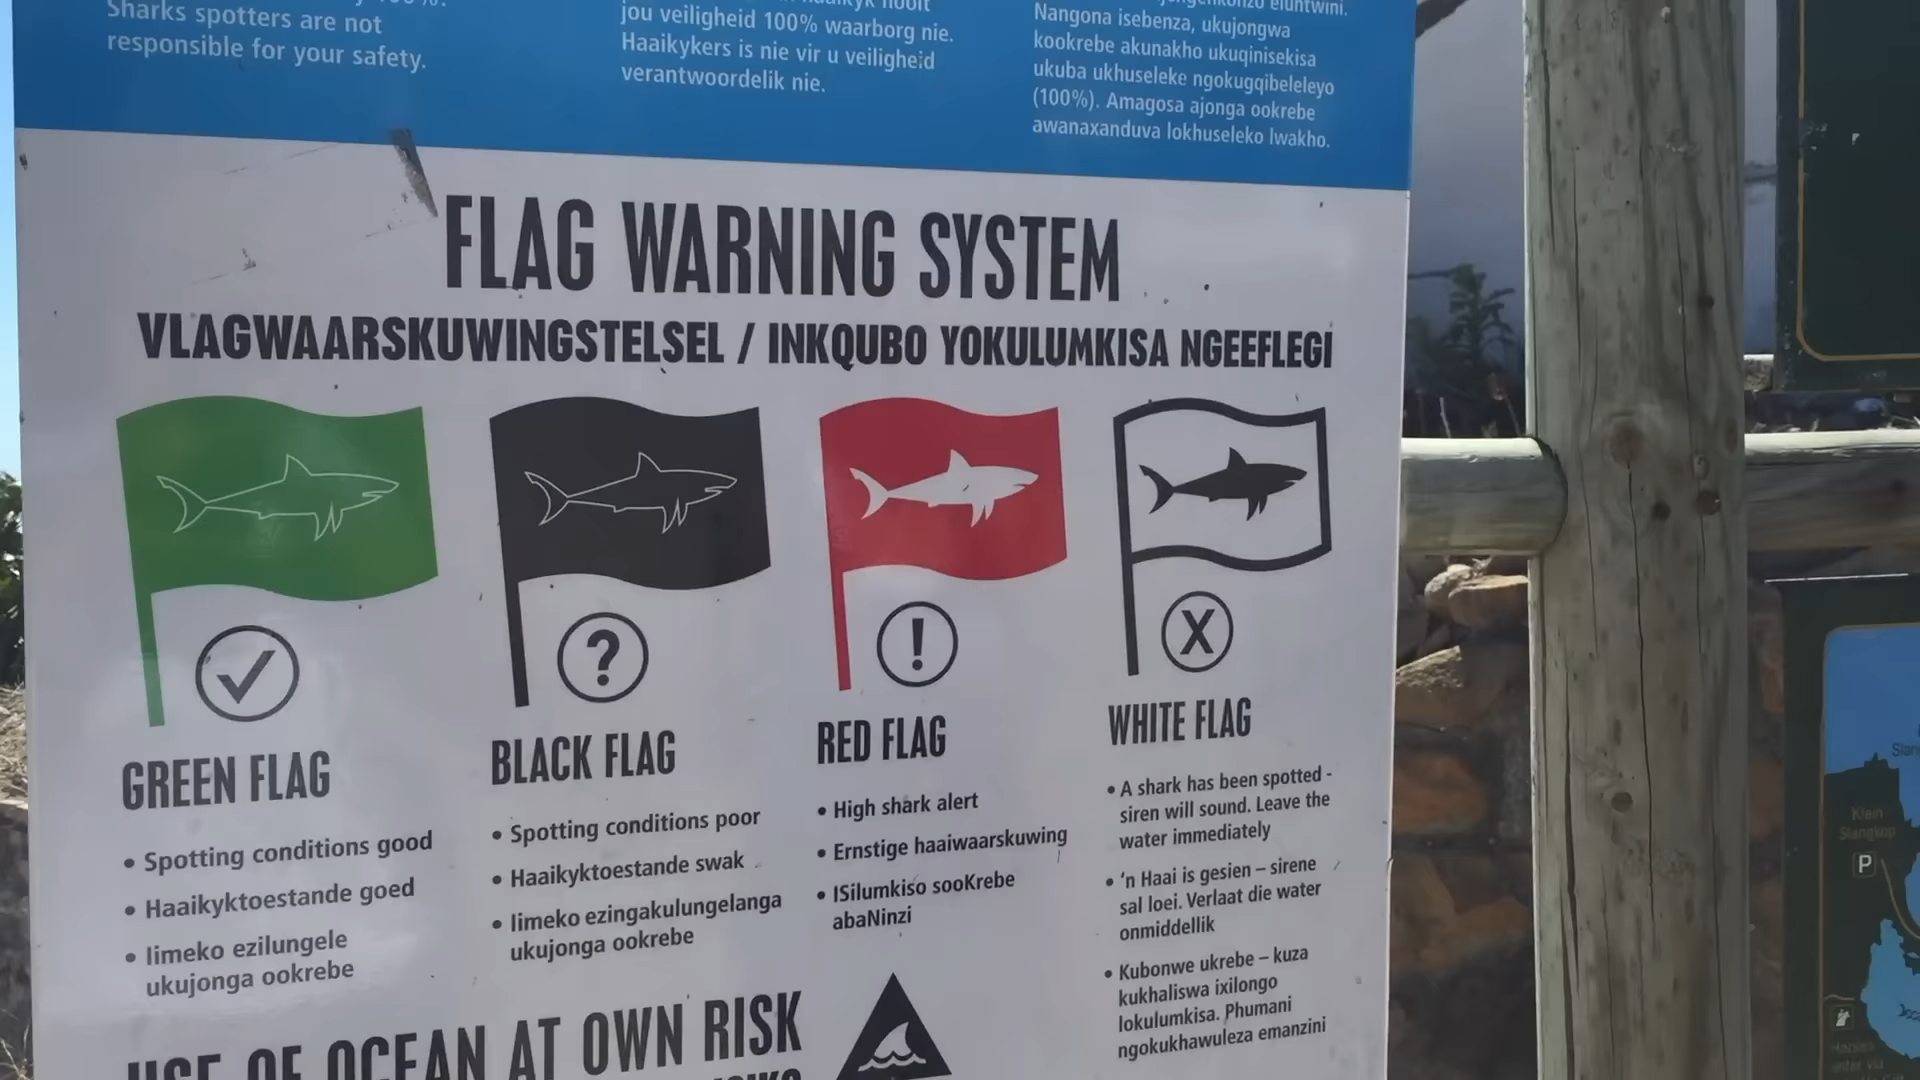 Sharks spotters are not
responsible for your safety.
jou veiligheid 100% waarborg nie.
Haaikykers is nie vir u veiligheid
verantwoordelik nie.
Nangona isebenza, ukujongwa
kookrebe akunakho ukuqinisekisa
ukuba ukhuseleke ngokugqibeleleyo
(100%). Amagosa ajonga ookrebe
awanaxanduva lokhuseleko lwakho.
FLAG WARNING SYSTEM
VLAGWAARSKUWINGSTELSEL / INKQUBO YOKULUMKISA NGEEFLEGI
?
!
X
GREEN FLAG
• Spotting conditions good
• Haaikyktoestande goed
• Iimeko ezilungele
ukujonga ookrebe
BLACK FLAG
• Spotting conditions poor
• Haaikyktoestande swak
• Iimeko ezingakulungelanga
ukujonga ookrebe
RED FLAG
• High shark alert
• Ernstige haaiwaarskuwing
• ISilumkiso sooKrebe
abaNinzi
WHITE FLAG
• A shark has been spotted -
siren will sound. Leave the
water immediately
• ‘n Haai is gesien – sirene
sal loei. Verlaat die water
onmiddellik
• Kubonwe ukrebe – kuza
kukhaliswa ixilongo
lokulumkisa. Phumani
ngokukhawuleza emanzini
USE OF OCEAN AT OWN RISK
Klein
Slangkop
P